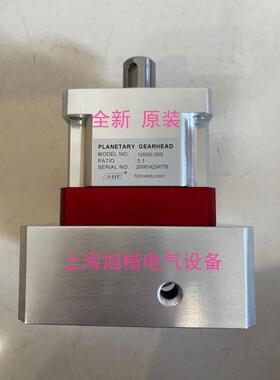 全新 原装
PLANETARY GEARHEAD
MODEL NO. NS60-005
RATIO 5:1
SERIAL NO. 200814234776
TECHNOLOGY
上海旭楷电气设备